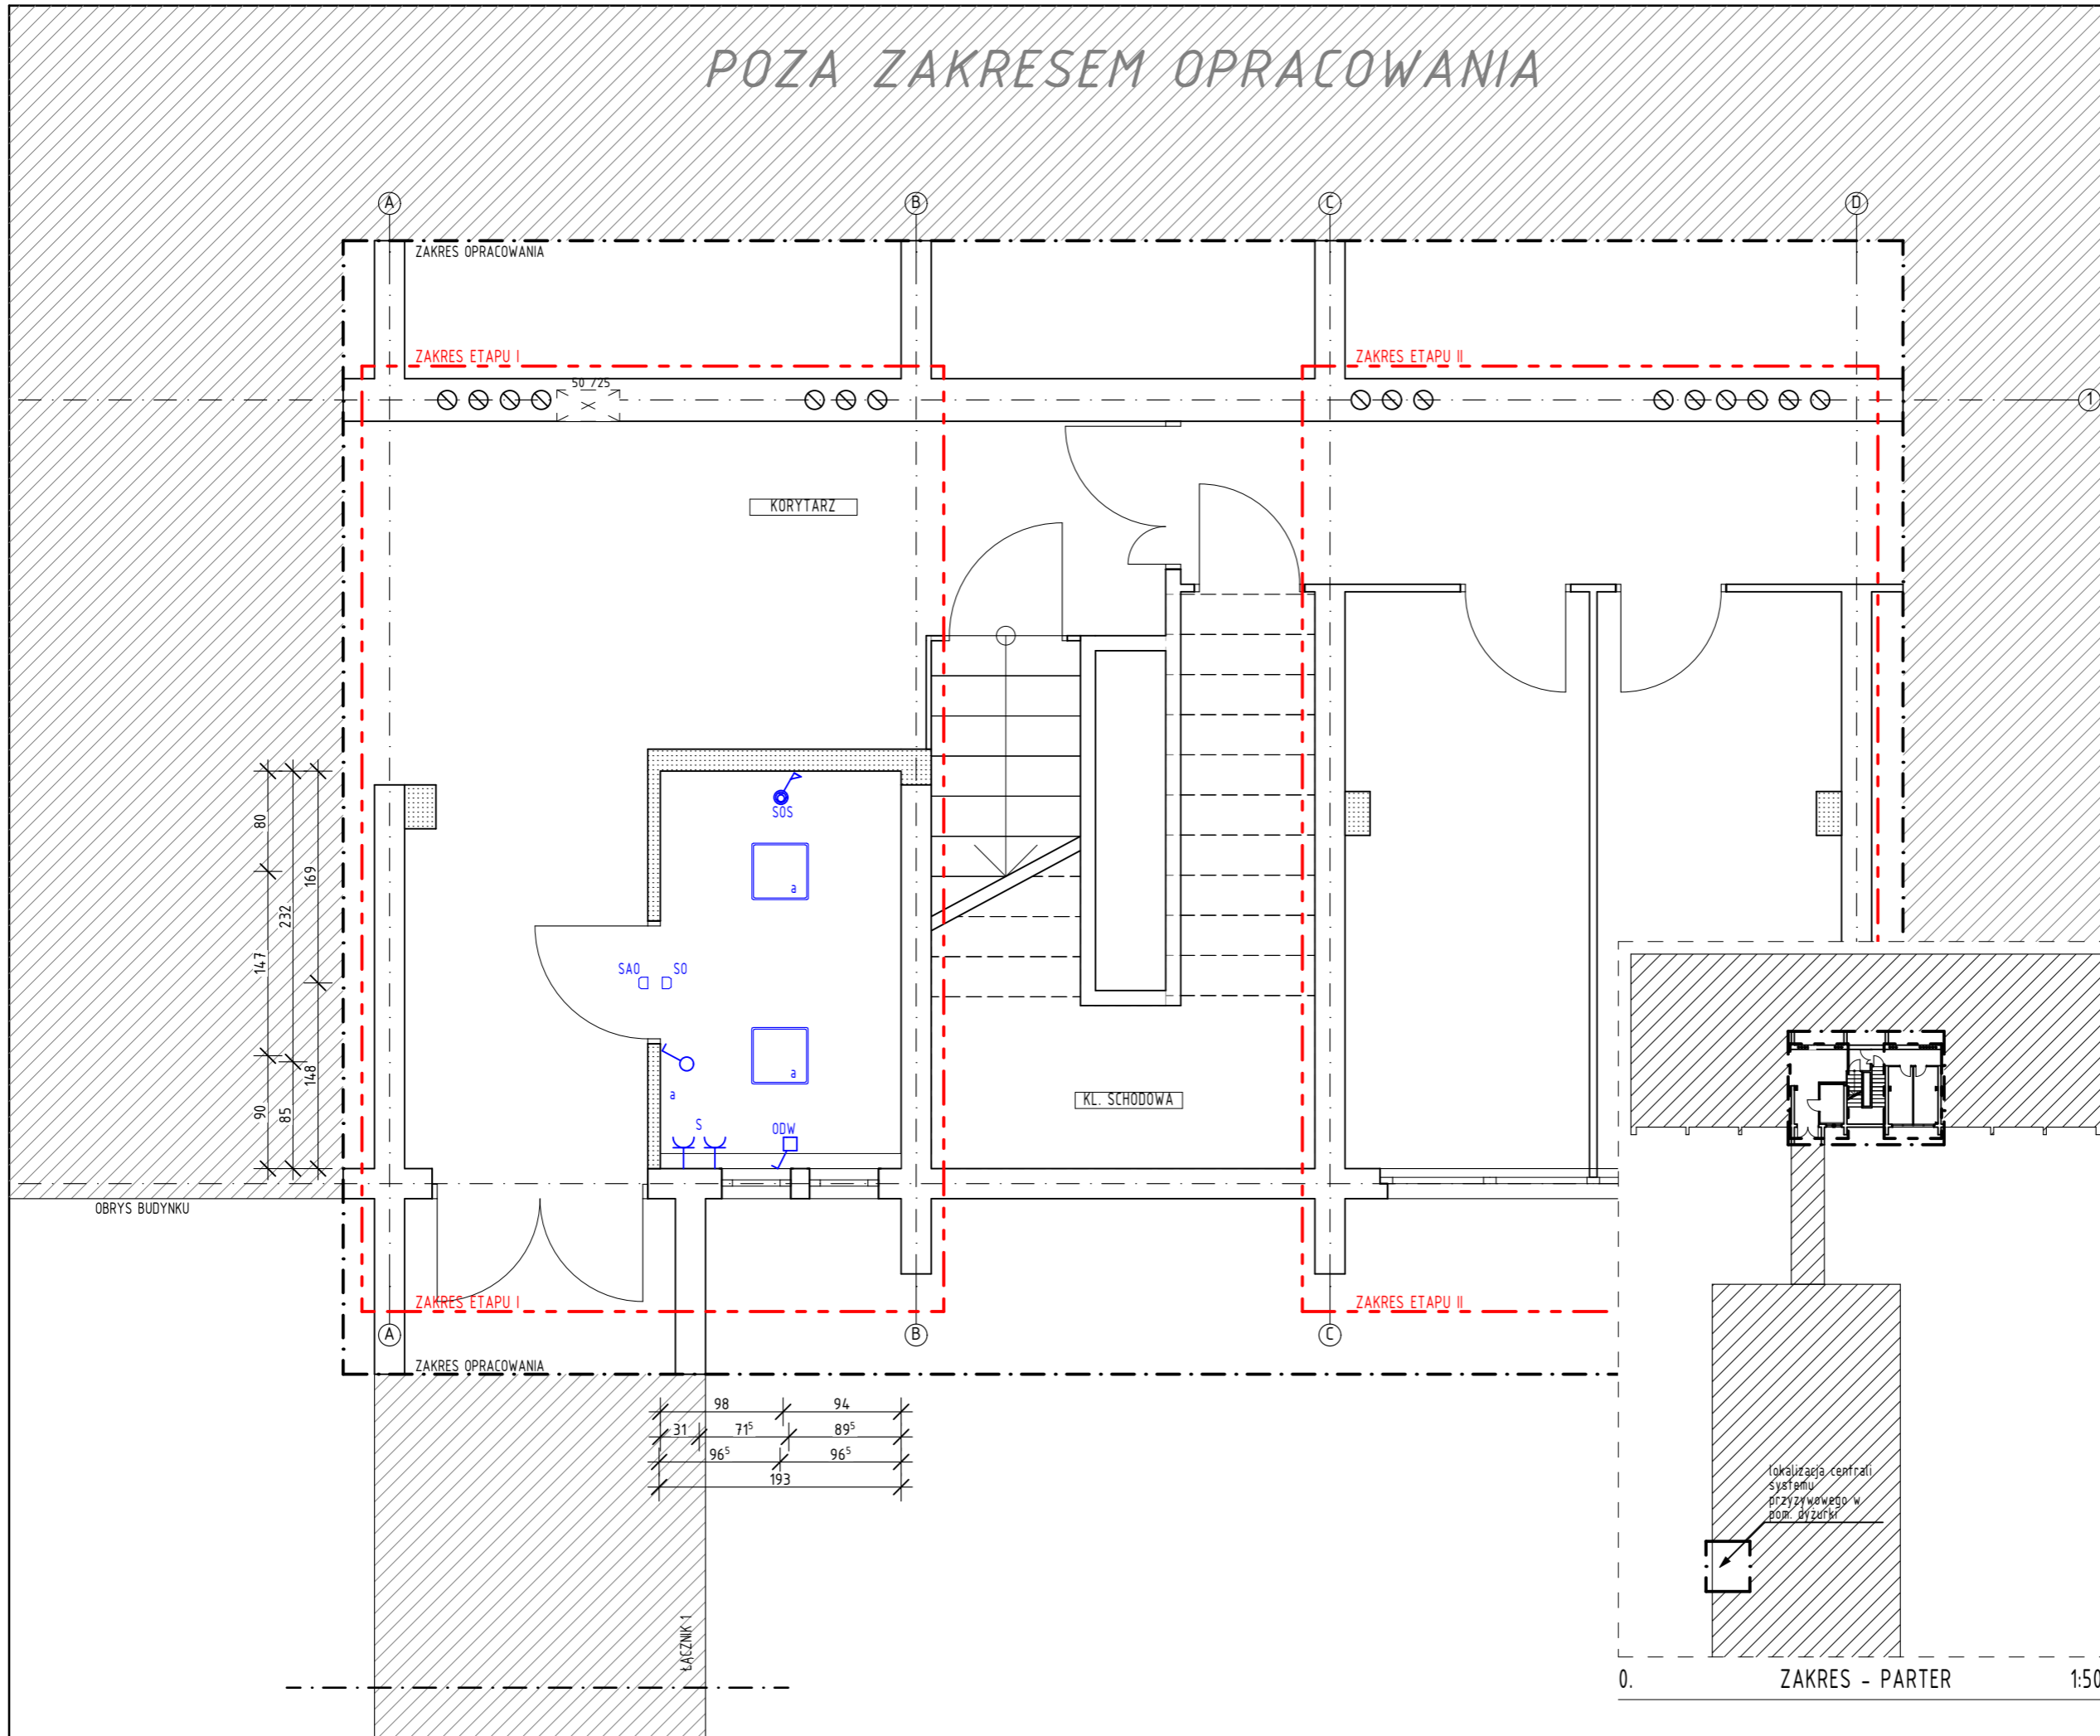 POZA ZAKRESEM OPRACOWANIA
A
B
C
D
ZAKRES OPRACOWANIA
ZAKRES ETAPU I
ZAKRES ETAPU II
50 /25
1
KORYTARZ
SOS
a
80
169
232
147
SAO
SO
a
148
a
90
85
S
ODW
KL. SCHODOWA
OBRYS BUDYNKU
ZAKRES ETAPU I
ZAKRES ETAPU II
A
B
C
ZAKRES OPRACOWANIA
98
94
31
71⁵
89⁵
96⁵
96⁵
193
lokalizacja centrali
systemu
przyzywowego w
pom. dyżurki
ŁĄCZNIK 1
0.
ZAKRES - PARTER
1:50